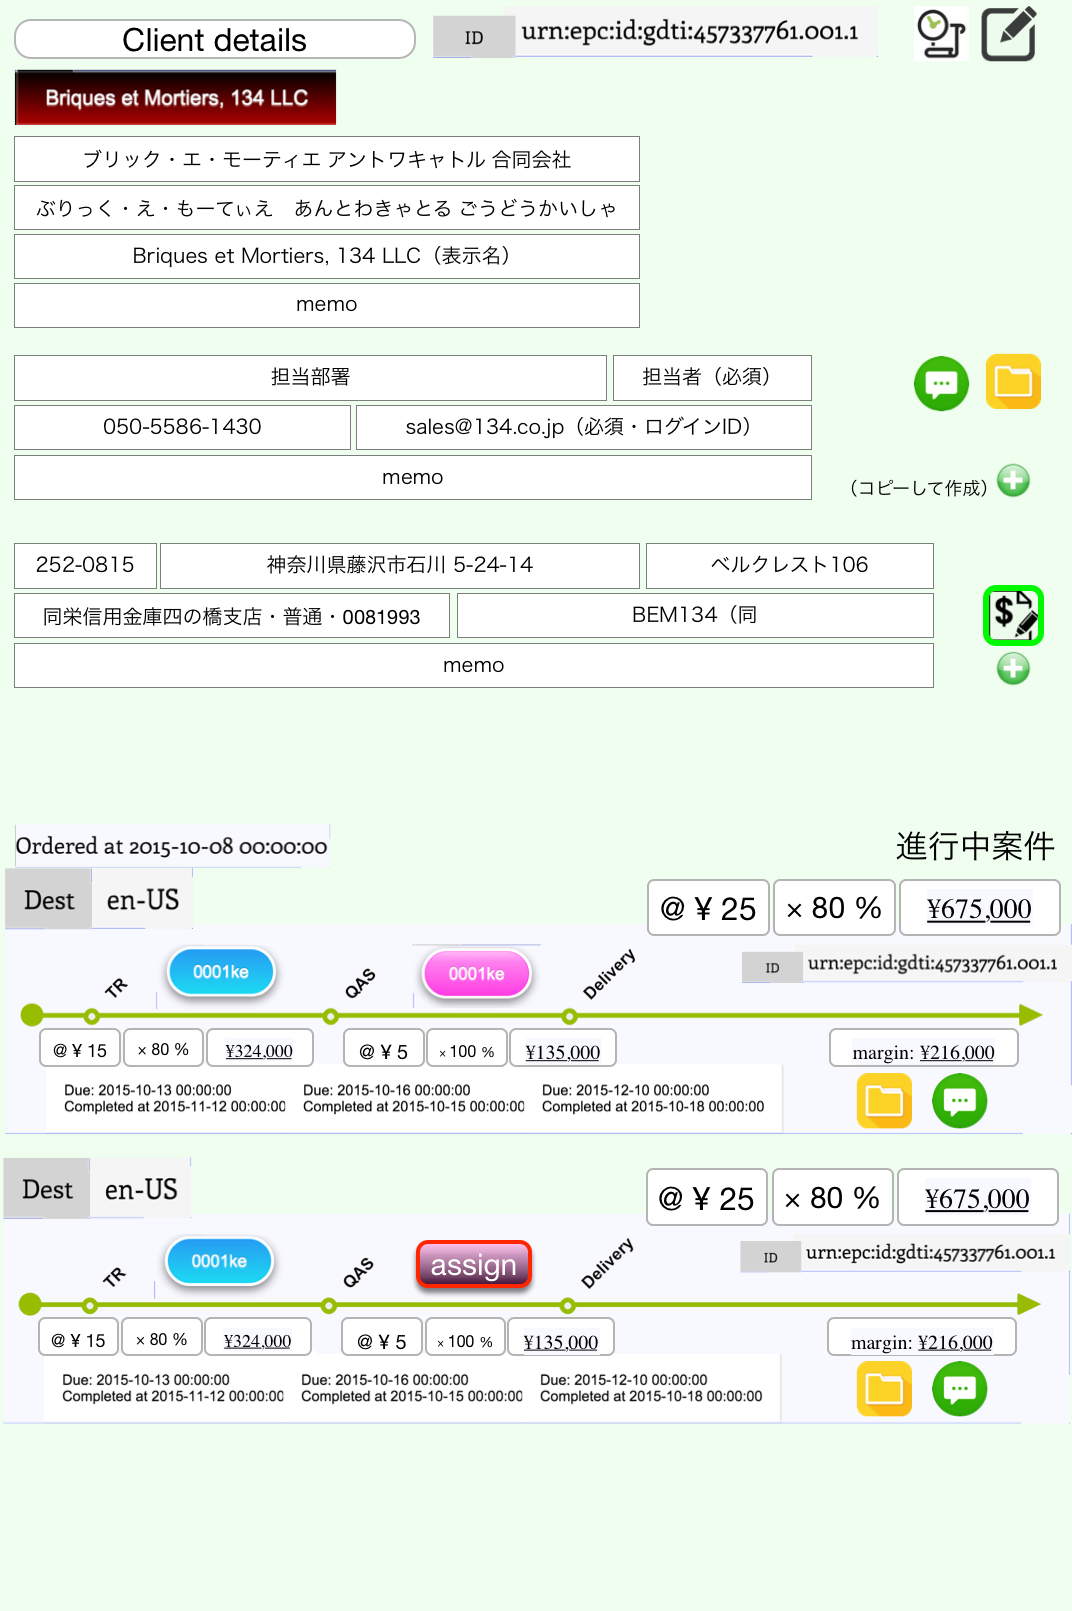 Client details
ID urn:epc:id:gdti:457337761.001.1
Briques et Mortiers, 134 LLC
ブリック・エ・モーティエ アントワキャトル 合同会社
ぶりっく・え・もーてぃえ　あんとわきゃとる ごうどうかいしゃ
Briques et Mortiers, 134 LLC（表示名）
memo
担当部署 担当者（必須）
050-5586-1430 sales@134.co.jp（必須・ログインID）
memo
（コピーして作成）
252-0815 神奈川県藤沢市石川 5-24-14 ベルクレスト106
同栄信用金庫四の橋支店・普通・0081993 BEM134（同
$
memo
Ordered at 2015-10-08 00:00:00 進行中案件
Dest en-US
@ ¥ 25 × 80 % ¥675,000
ID urn:epc:id:gdti:457337761.001.1
TR 0001ke QAS 0001ke Delivery
@ ¥ 15 × 80 % ¥324,000 @ ¥ 5 × 100 % ¥135,000 margin: ¥216,000
Due: 2015-10-13 00:00:00 Due: 2015-10-16 00:00:00 Due: 2015-12-10 00:00:00
Completed at 2015-11-12 00:00:00 Completed at 2015-10-15 00:00:00 Completed at 2015-10-18 00:00:00
Dest en-US
@ ¥ 25 × 80 % ¥675,000
ID urn:epc:id:gdti:457337761.001.1
TR 0001ke QAS assign Delivery
@ ¥ 15 × 80 % ¥324,000 @ ¥ 5 × 100 % ¥135,000 margin: ¥216,000
Due: 2015-10-13 00:00:00 Due: 2015-10-16 00:00:00 Due: 2015-12-10 00:00:00
Completed at 2015-11-12 00:00:00 Completed at 2015-10-15 00:00:00 Completed at 2015-10-18 00:00:00